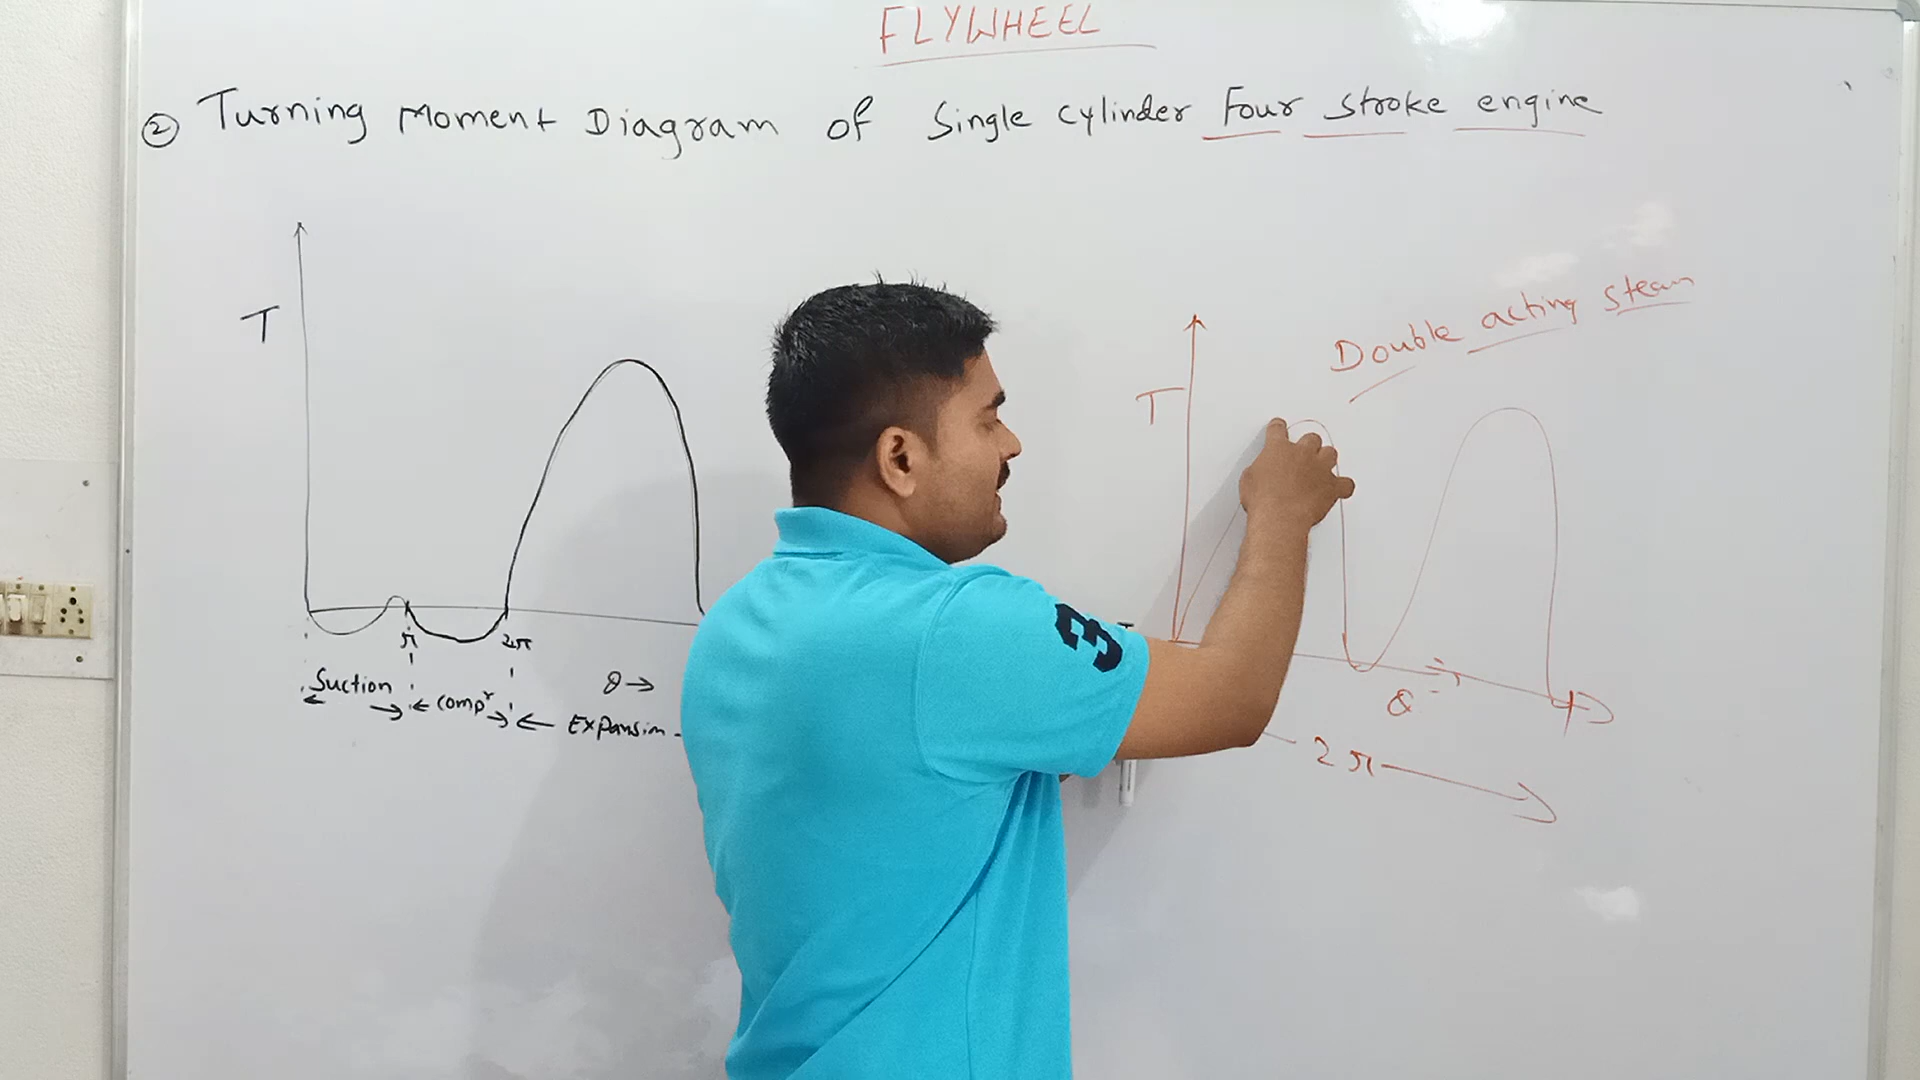 FLYWHEEL
② Turning Moment Diagram of Single cylinder Four stroke engine
T
π
2π
Suction
compʳ
Expansion
θ →
3
Double acting steam
T
θ
2π